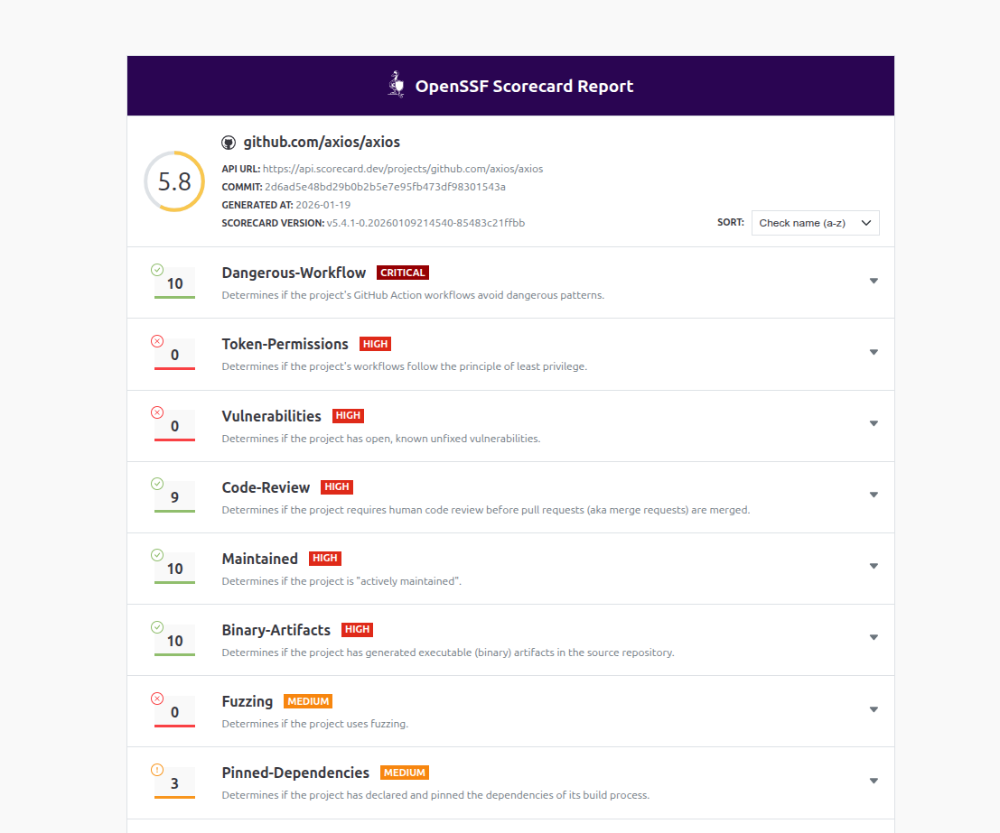 OpenSSF Scorecard Report
github.com/axios/axios
API URL: https://api.scorecard.dev/projects/github.com/axios/axios
COMMIT: 2d6ad5e48bd29b0b2b5e7e95fb473df98301543a
GENERATED AT: 2026-01-19
SCORECARD VERSION: v5.4.1-0.20260109214540-85483c21ffbb
5.8
SORT: Check name (a-z)
10
Dangerous-Workflow CRITICAL
Determines if the project's GitHub Action workflows avoid dangerous patterns.
0
Token-Permissions HIGH
Determines if the project's workflows follow the principle of least privilege.
0
Vulnerabilities HIGH
Determines if the project has open, known unfixed vulnerabilities.
9
Code-Review HIGH
Determines if the project requires human code review before pull requests (aka merge requests) are merged.
10
Maintained HIGH
Determines if the project is "actively maintained".
10
Binary-Artifacts HIGH
Determines if the project has generated executable (binary) artifacts in the source repository.
0
Fuzzing MEDIUM
Determines if the project uses fuzzing.
3
Pinned-Dependencies MEDIUM
Determines if the project has declared and pinned the dependencies of its build process.